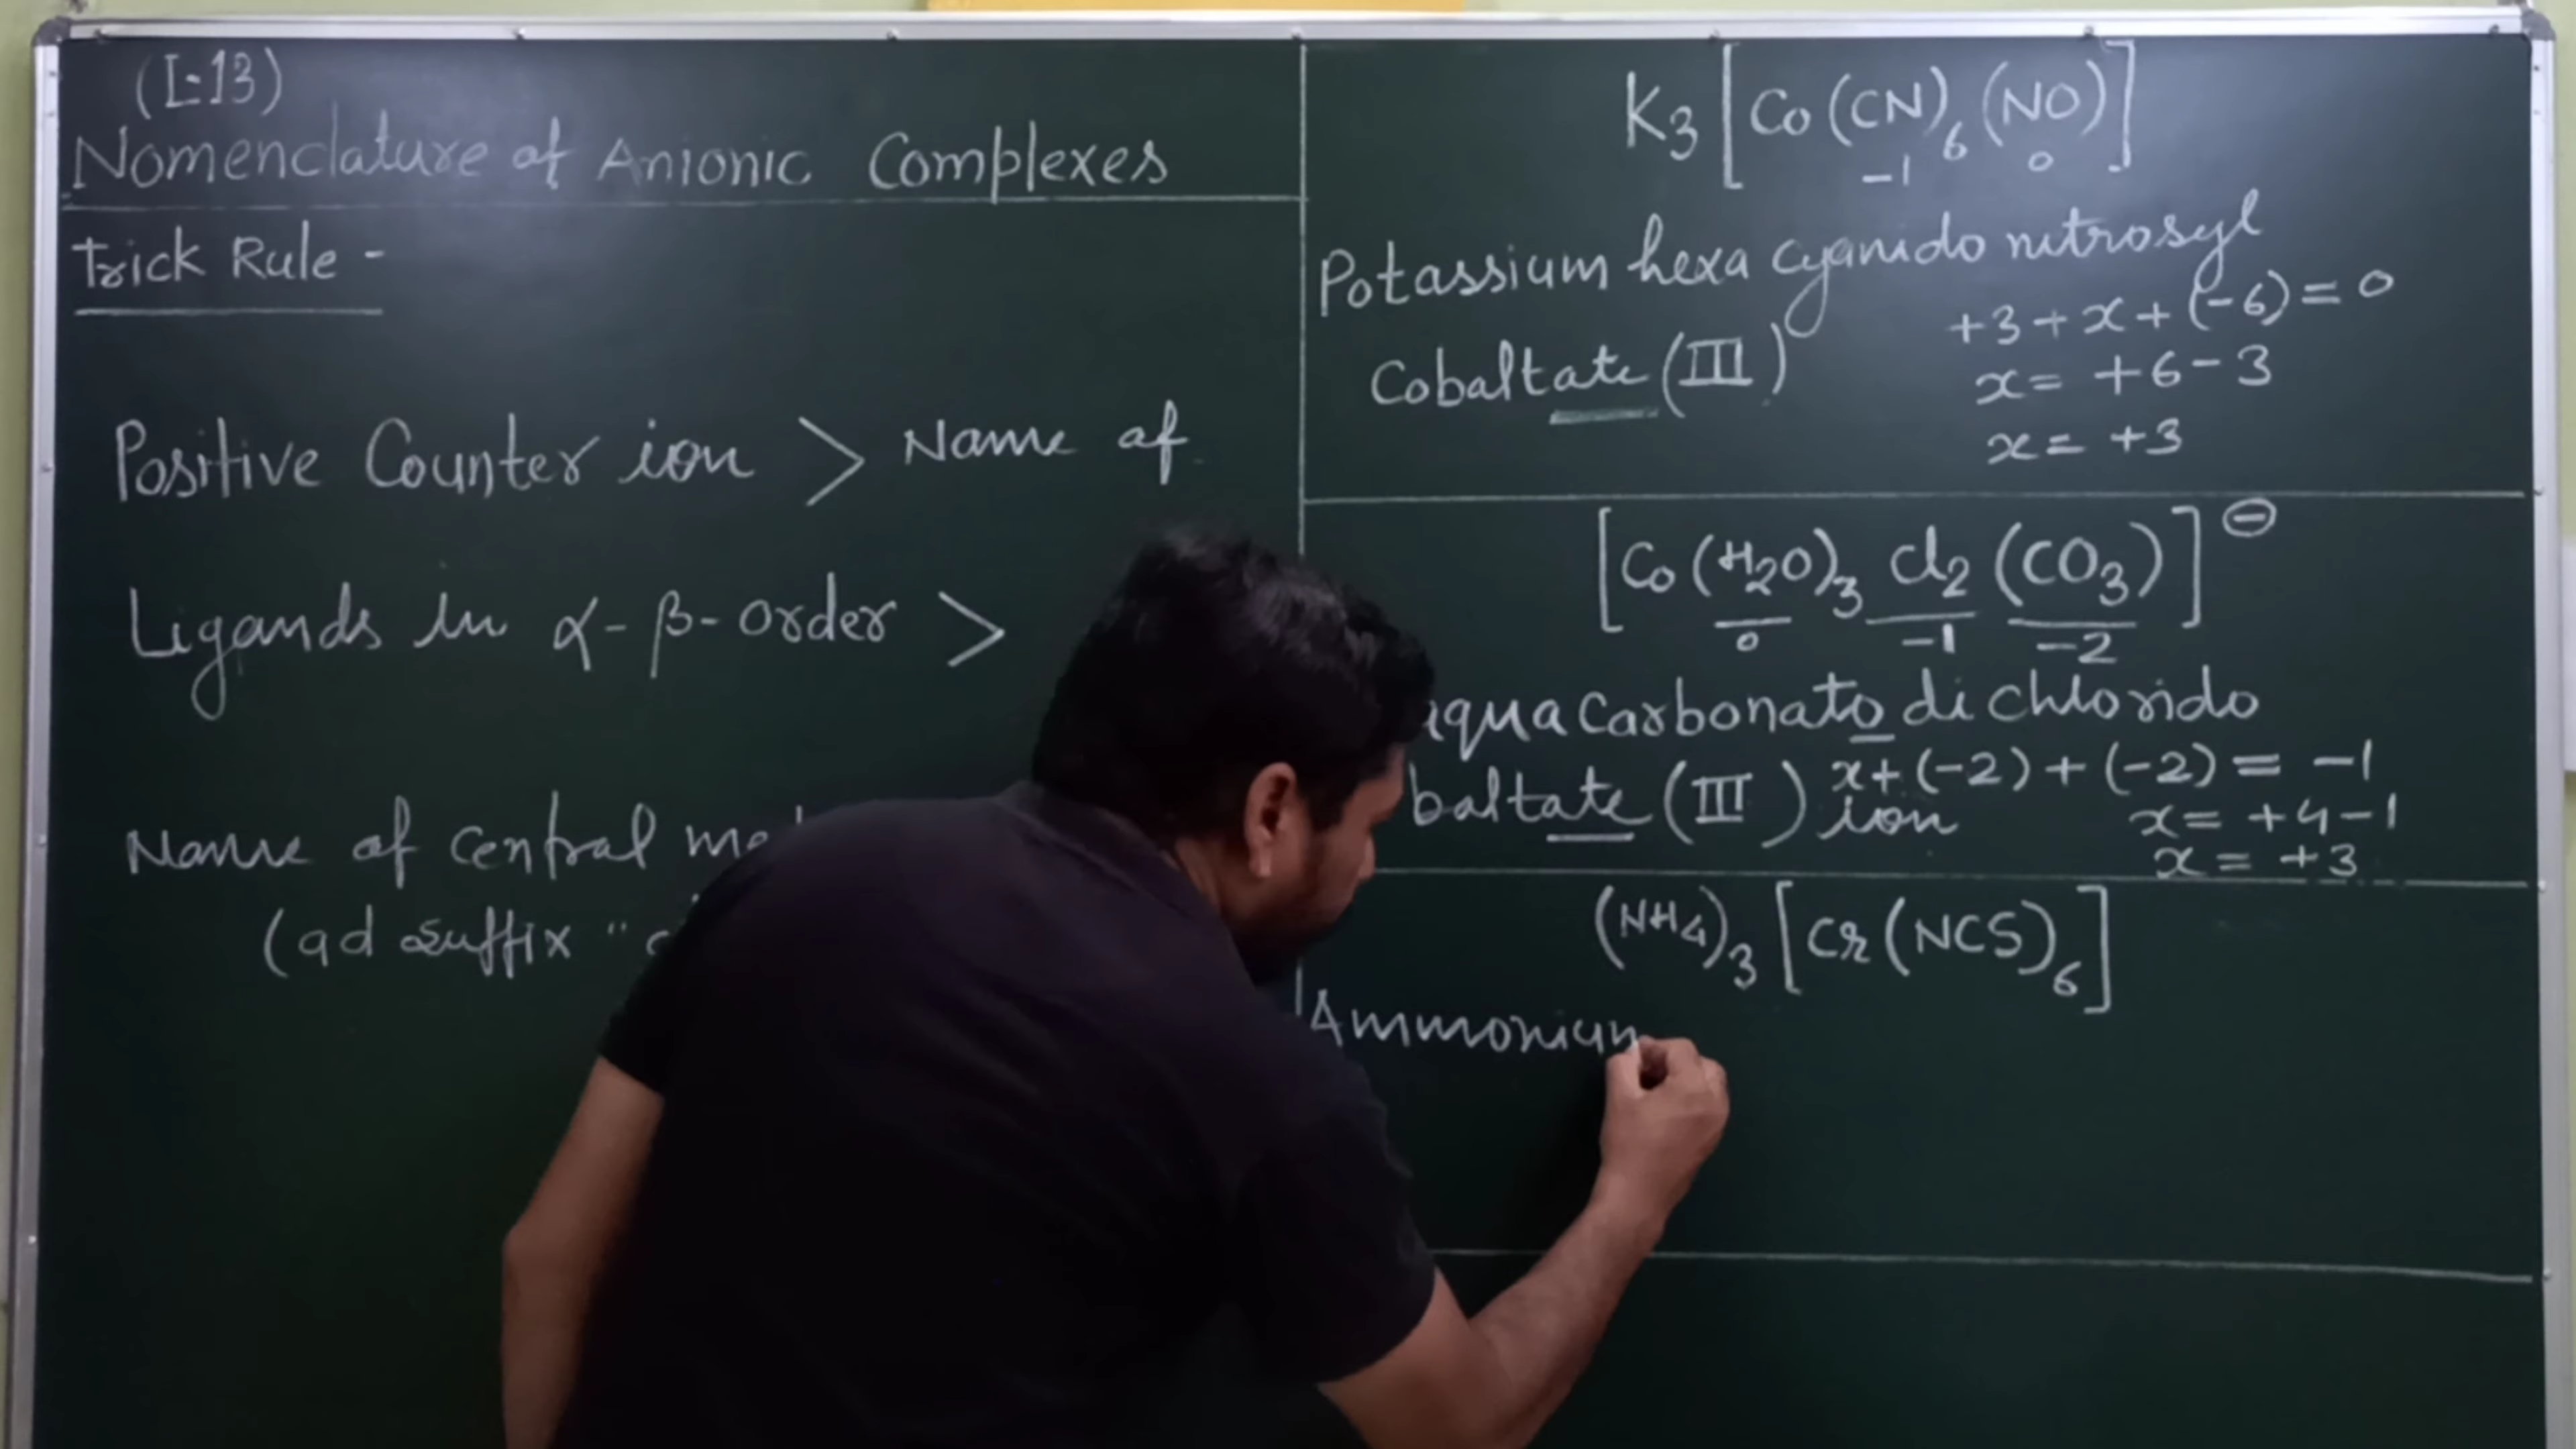 (L-13)
Nomenclature of Anionic Complexes
Trick Rule -
Positive Counter ion > Name of
Ligands in α-β-order >
Name of central
(ad suffix "
K₃[Co(CN)₆(NO)]
-1 0
Potassium hexa cyanido nitrosyl
Cobaltate (III)
+3+x+(-6)=0
x= +6-3
x= +3
[Co(H₂O)₃ Cl₂ (CO₃)]⊖
0 -1 -2
aqua Carbonato di chlorido
baltate (III) ion
x+(-2)+(-2)= -1
x= +4-1
x= +3
(NH₄)₃[Cr(NCS)₆]
Ammonium